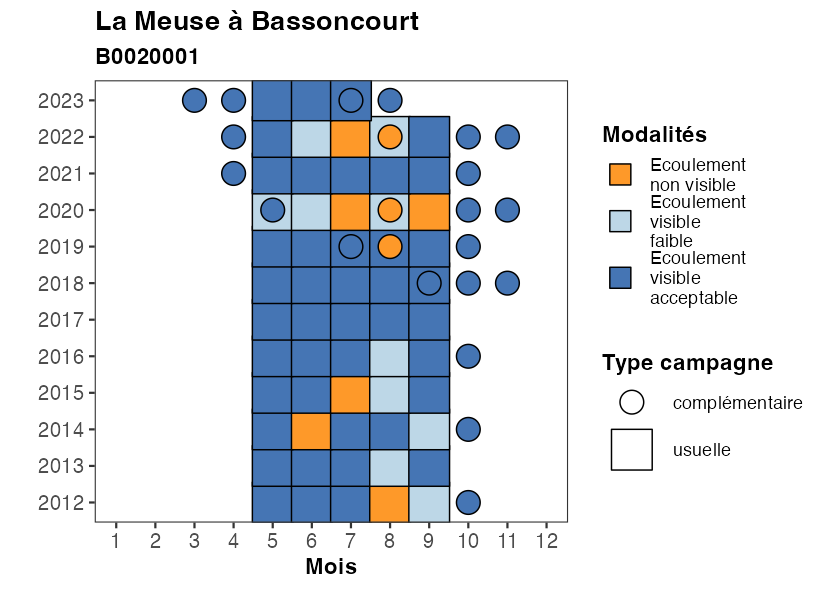 La Meuse à Bassoncourt
B0020001
2023
2022
2021
2020
2019
2018
2017
2016
2015
2014
2013
2012
1 2 3 4 5 6 7 8 9 10 11 12
Mois
Modalités
Ecoulement
non visible
Ecoulement
visible
faible
Ecoulement
visible
acceptable
Type campagne
complémentaire
usuelle